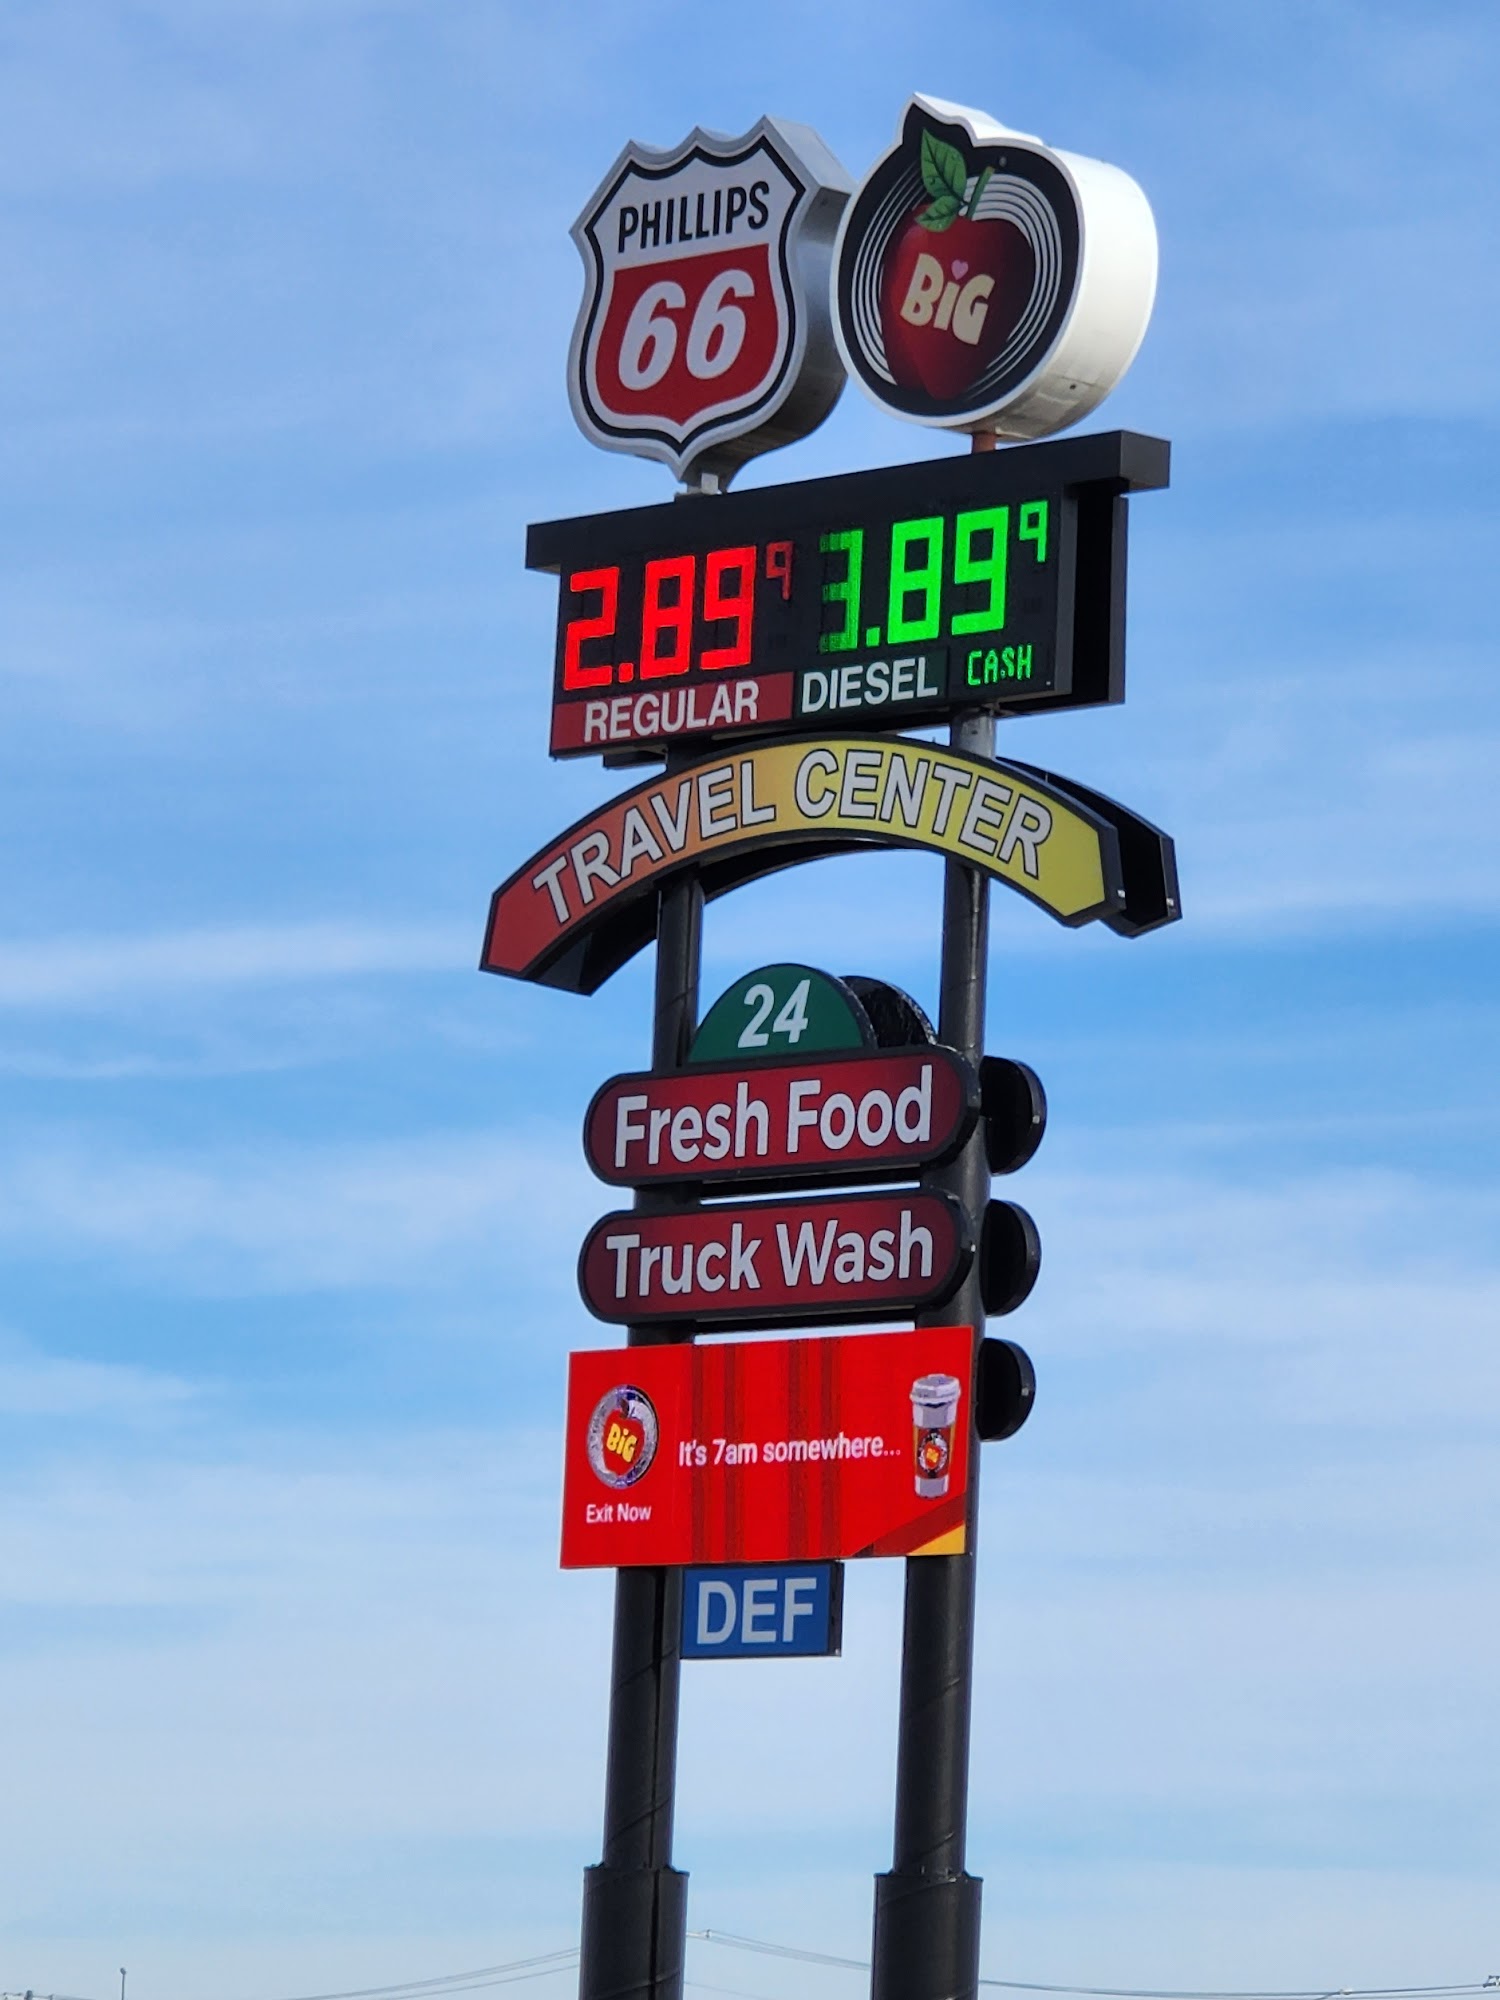 PHILLIPS
66
BiG
2.89 9
3.89 9
REGULAR
DIESEL
CASH
TRAVEL CENTER
24
Fresh Food
Truck Wash
BiG
It's 7am somewhere...
BiG
Exit Now
DEF